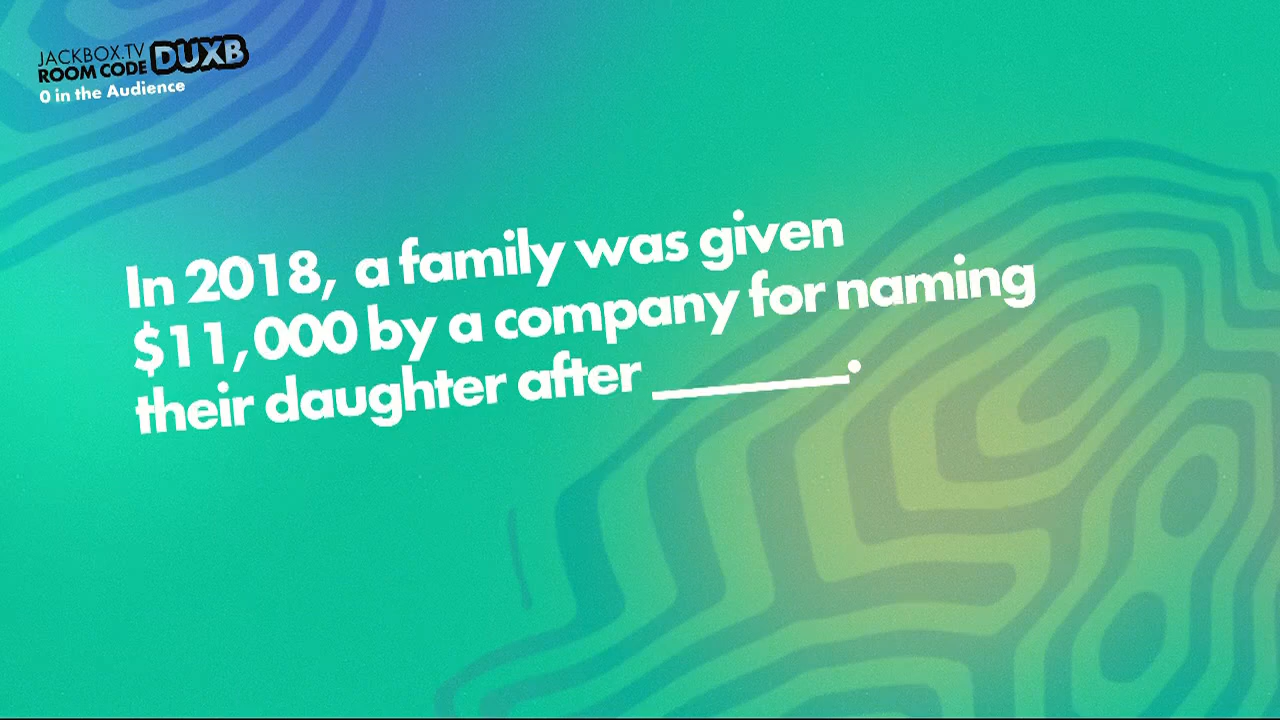 JACKBOX.TV
ROOM CODE DUXB
0 in the Audience
In 2018, a family was given
$11,000 by a company for naming
their daughter after ________.